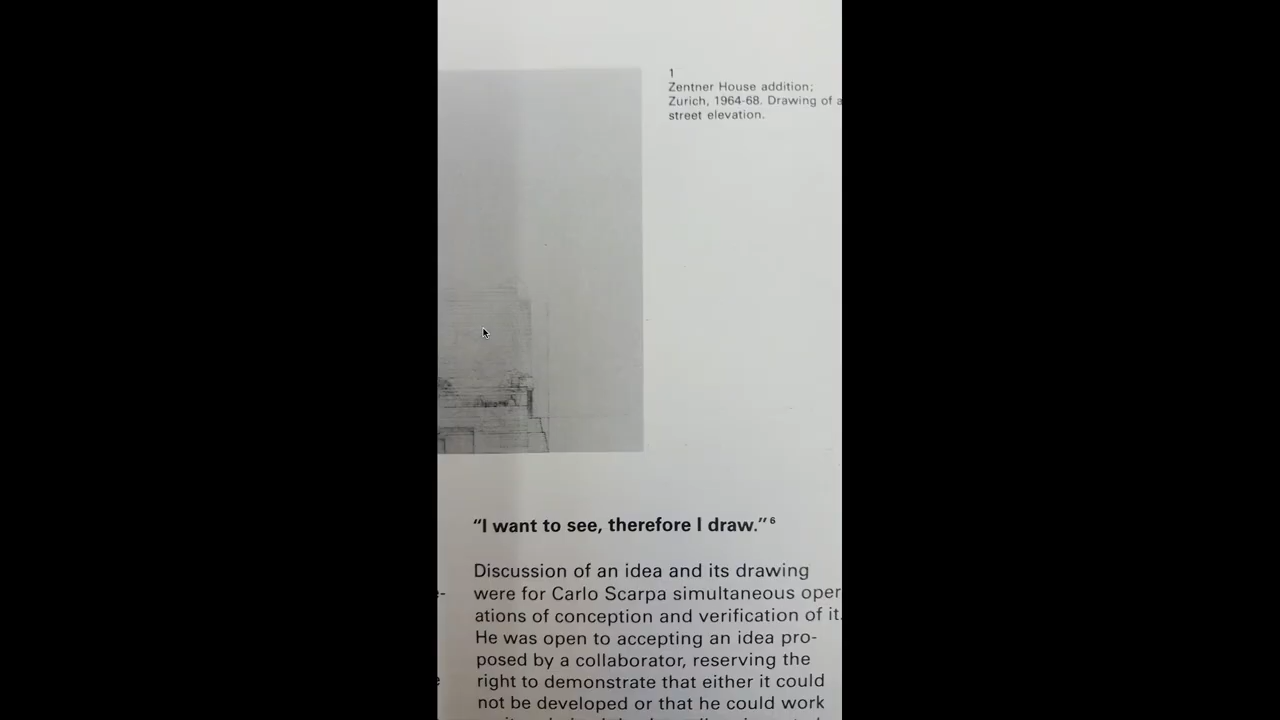 1
Zentner House addition;
Zurich, 1964-68. Drawing of a
street elevation.
"I want to see, therefore I draw."⁶
Discussion of an idea and its drawing
were for Carlo Scarpa simultaneous oper
ations of conception and verification of it.
He was open to accepting an idea pro-
posed by a collaborator, reserving the
right to demonstrate that either it could
not be developed or that he could work